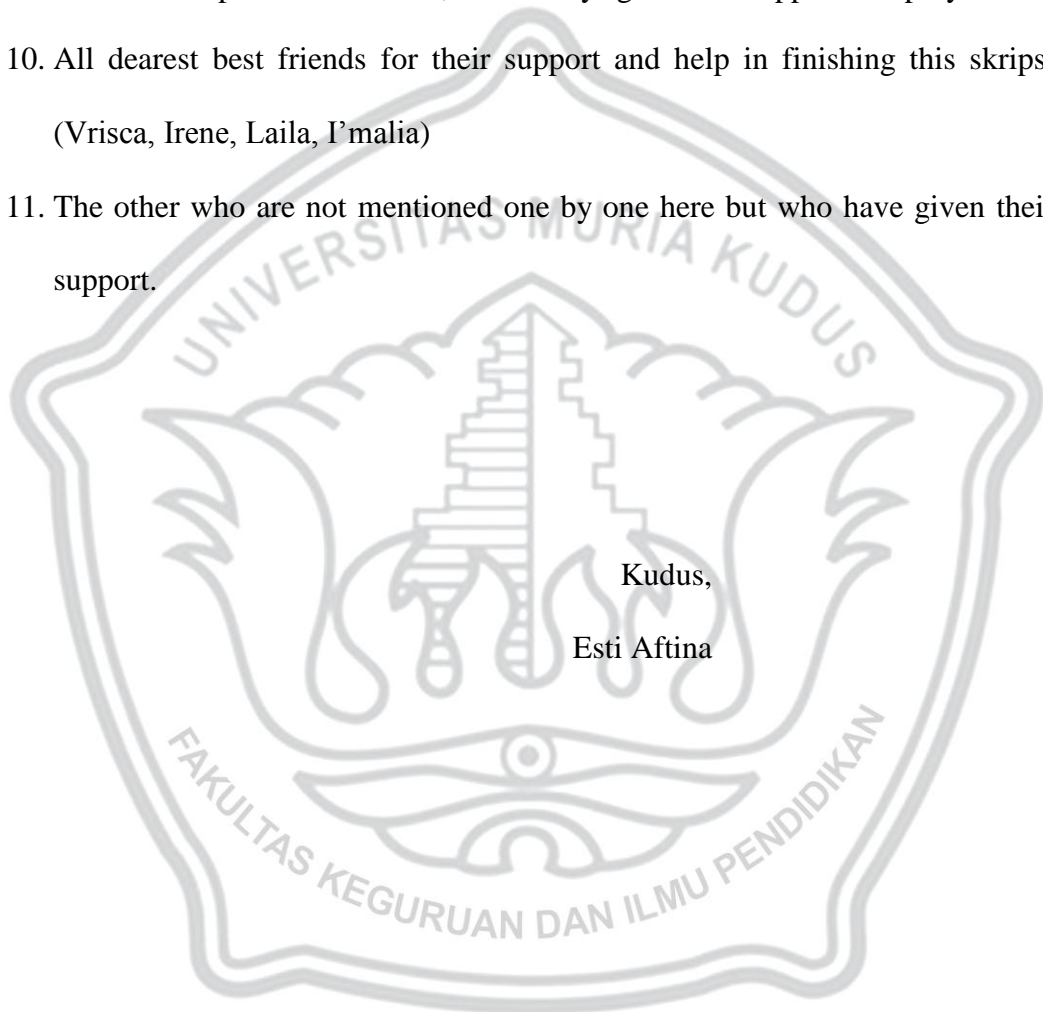 10. All dearest best friends for their support and help in finishing this skrips
(Vrisca, Irene, Laila, I'malia)
11. The other who are not mentioned one by one here but who have given thei
support.
UNIVERSITAS MURIA KUDUS
Kudus,
Esti Aftina
FAKULTAS KEGURUAN DAN ILMU PENDIDIKAN